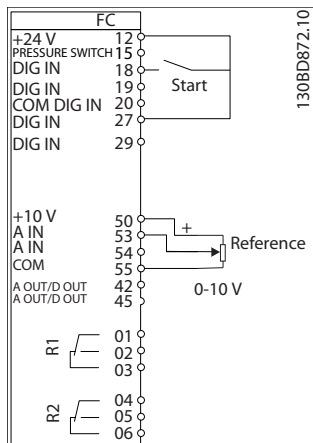 FC
+24 V 12
PRESSURE SWITCH 15
DIG IN 18
DIG IN 19
COM DIG IN 20
DIG IN 27
DIG IN 29
Start
130BD872.10
+10 V 50
A IN 53
A IN 54
COM 55
A OUT/D OUT 42
A OUT/D OUT 45
+
Reference
0-10 V
R1
01
02
03
R2
04
05
06